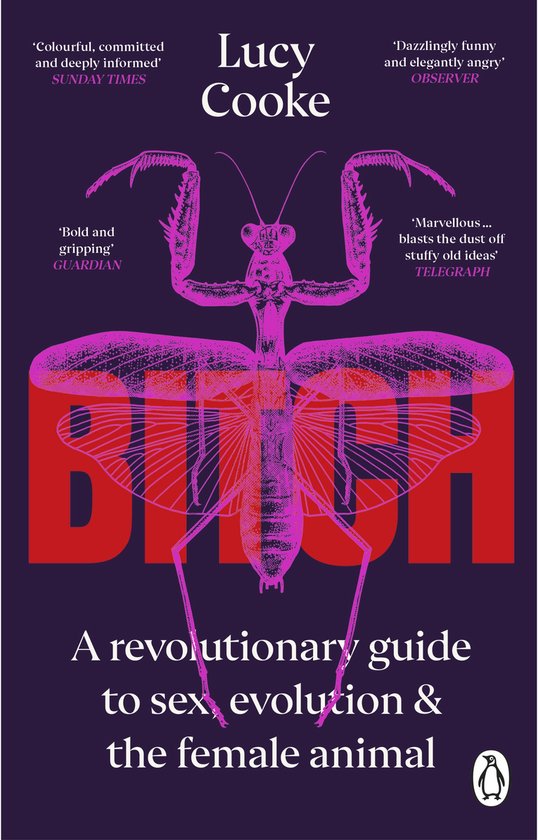 ‘Colourful, committed
and deeply informed’
SUNDAY TIMES
Lucy
Cooke
‘Dazzlingly funny
and elegantly angry’
OBSERVER
‘Bold and
gripping’
GUARDIAN
‘Marvellous ...
blasts the dust off
stuffy old ideas’
TELEGRAPH
BITCH
A revolutionary guide
to sex, evolution &
the female animal